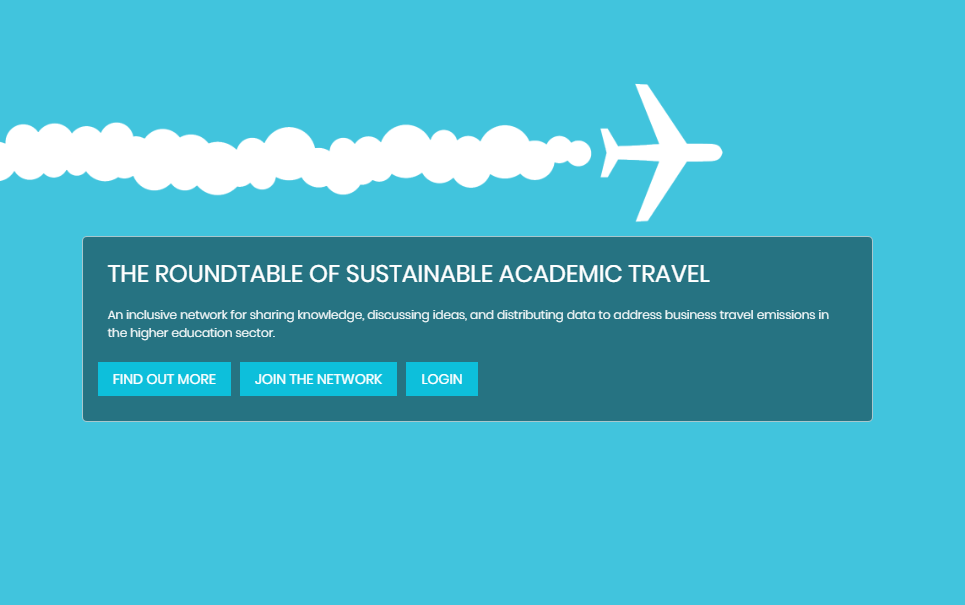 THE ROUNDTABLE OF SUSTAINABLE ACADEMIC TRAVEL
An inclusive network for sharing knowledge, discussing ideas, and distributing data to address business travel emissions in
the higher education sector.
FIND OUT MORE JOIN THE NETWORK LOGIN